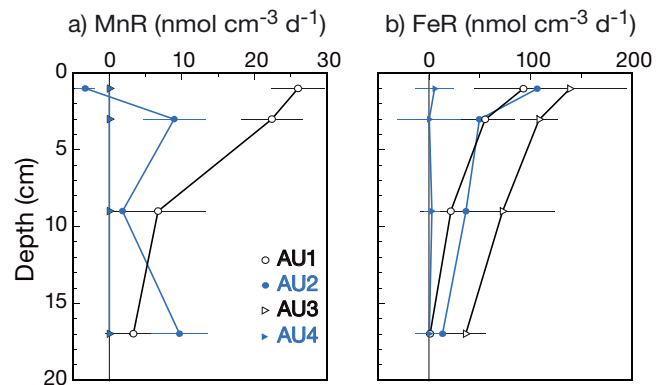 a) MnR (nmol cm⁻³ d⁻¹) b) FeR (nmol cm⁻³ d⁻¹)
0 10 20 30 0 100 200
0
5
10
15
20
Depth (cm)
AU1
AU2
AU3
AU4